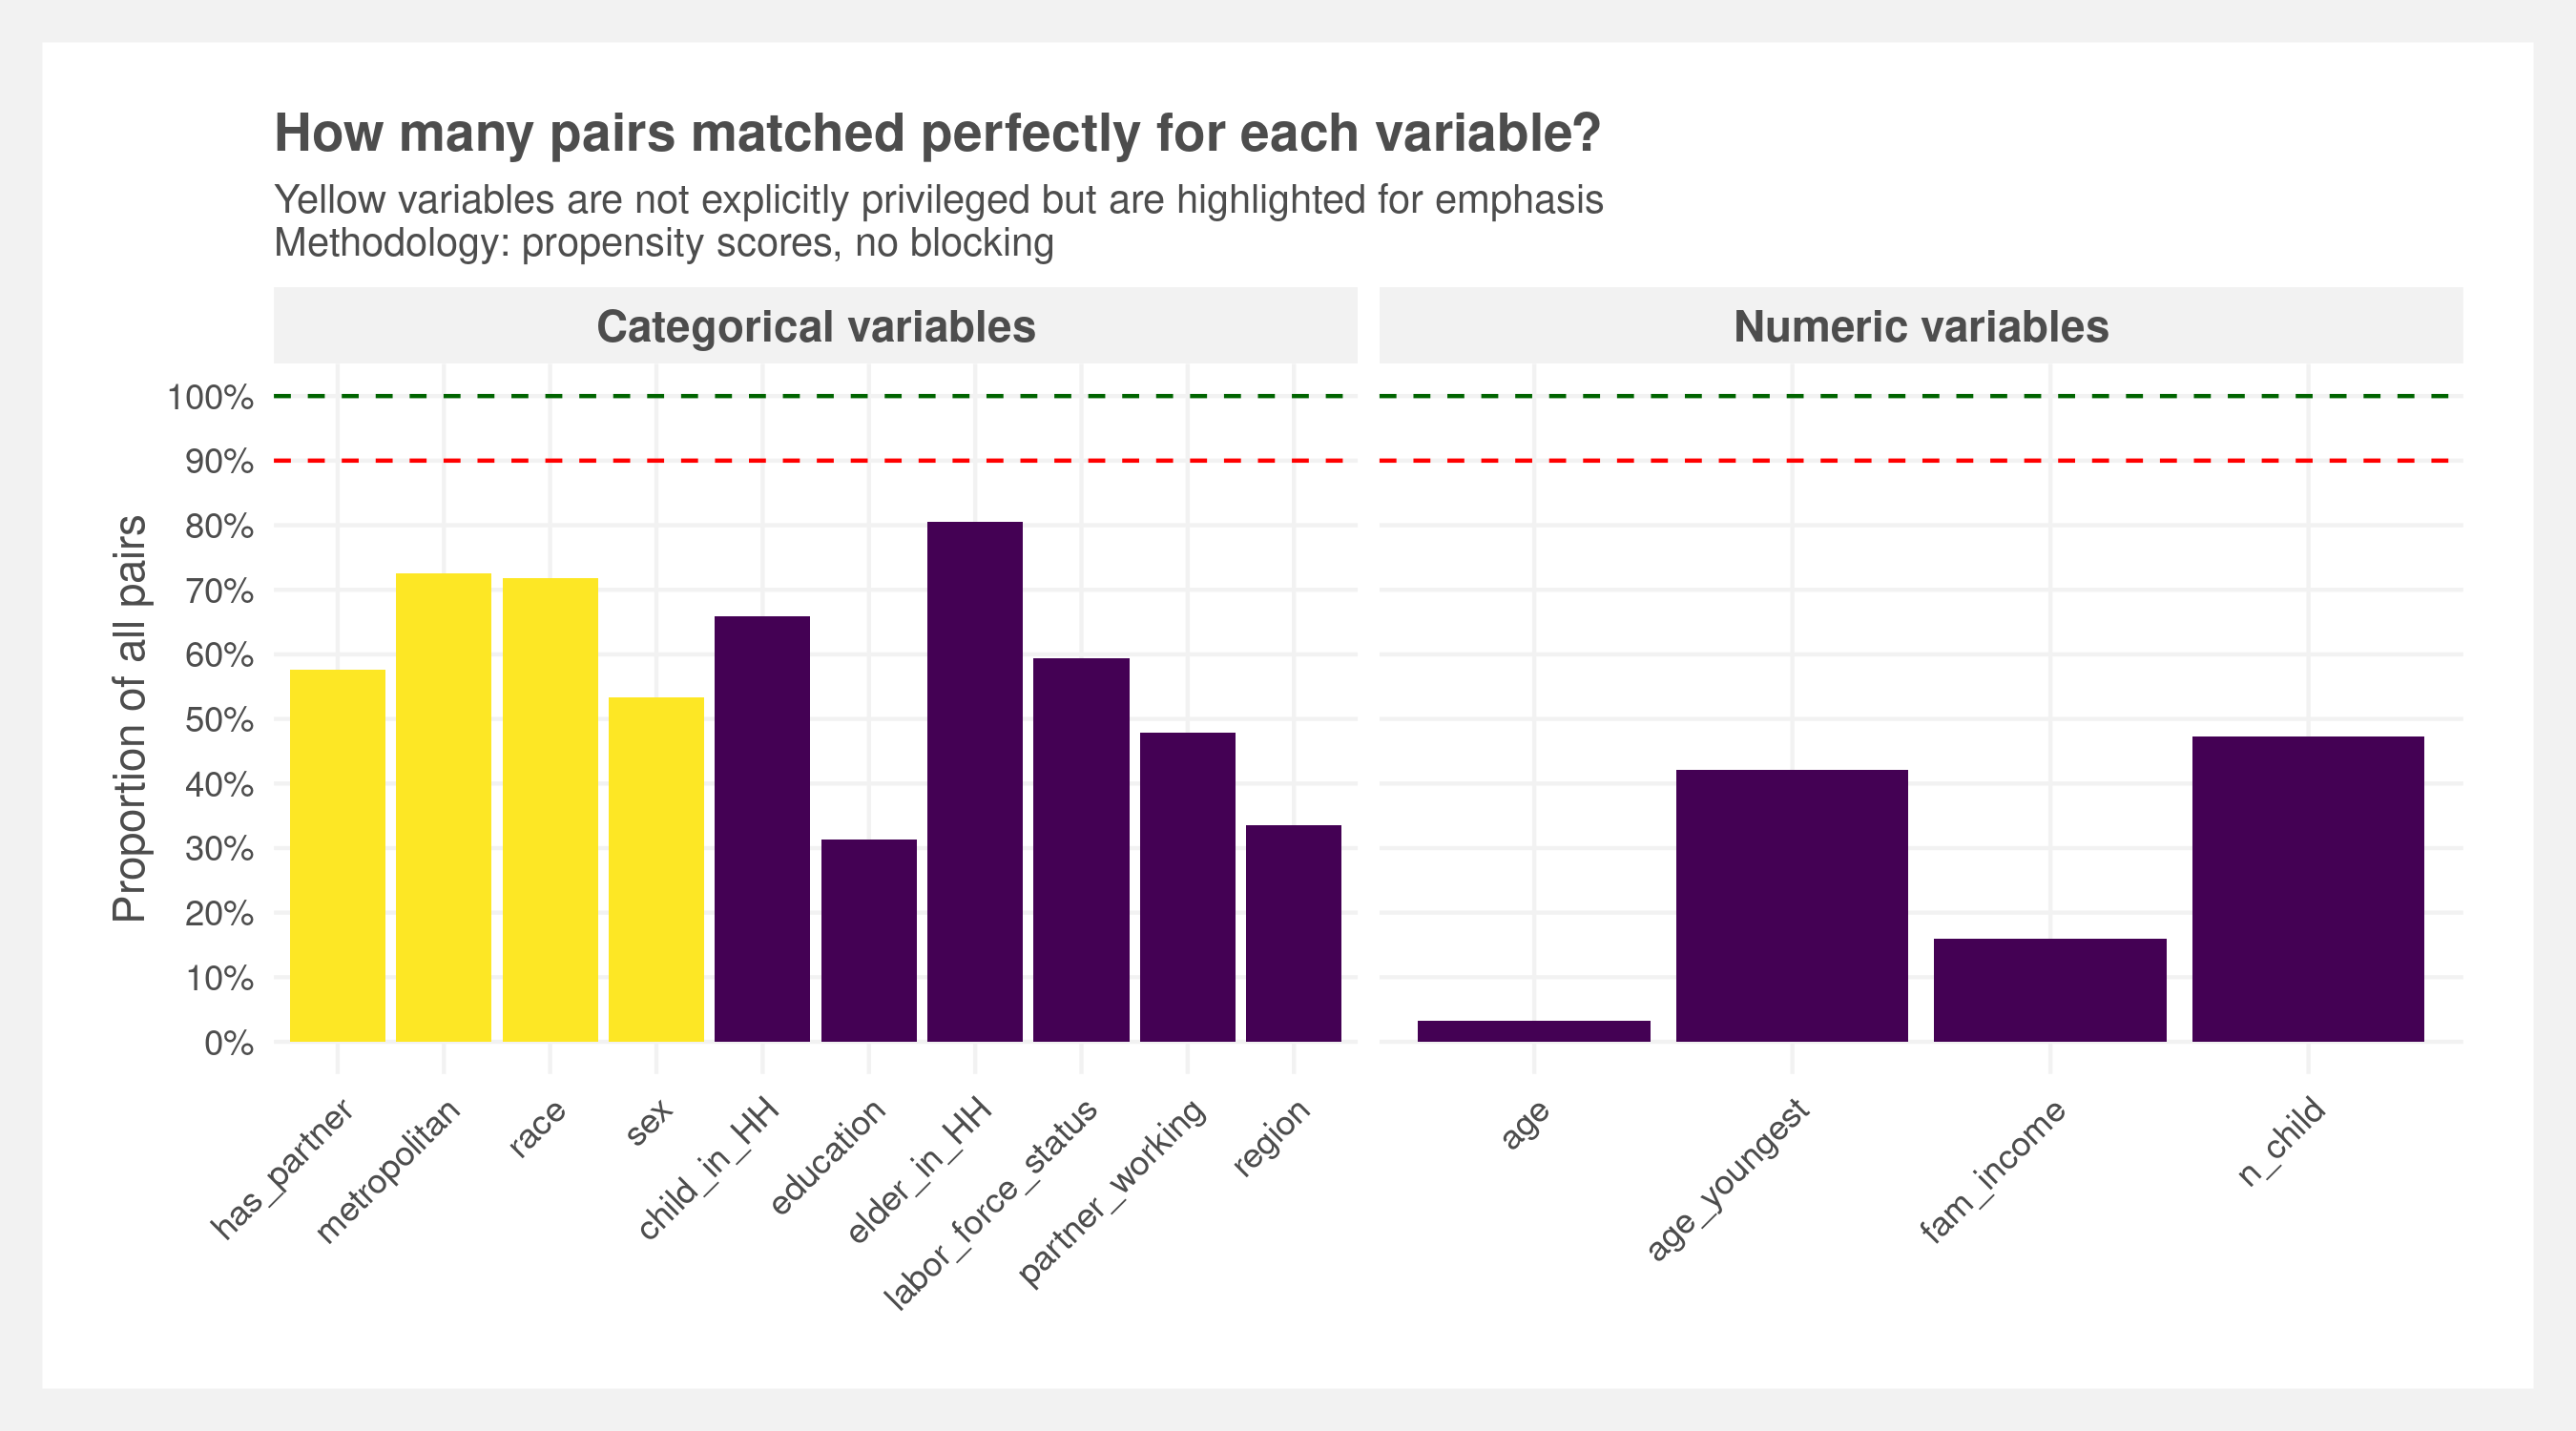 How many pairs matched perfectly for each variable?
Yellow variables are not explicitly privileged but are highlighted for emphasis
Methodology: propensity scores, no blocking
Categorical variables
Numeric variables
Proportion of all pairs
100%
90%
80%
70%
60%
50%
40%
30%
20%
10%
0%
has_partner
metropolitan
race
sex
child_in_HH
education
elder_in_HH
labor_force_status
partner_working
region
age
age_youngest
fam_income
n_child